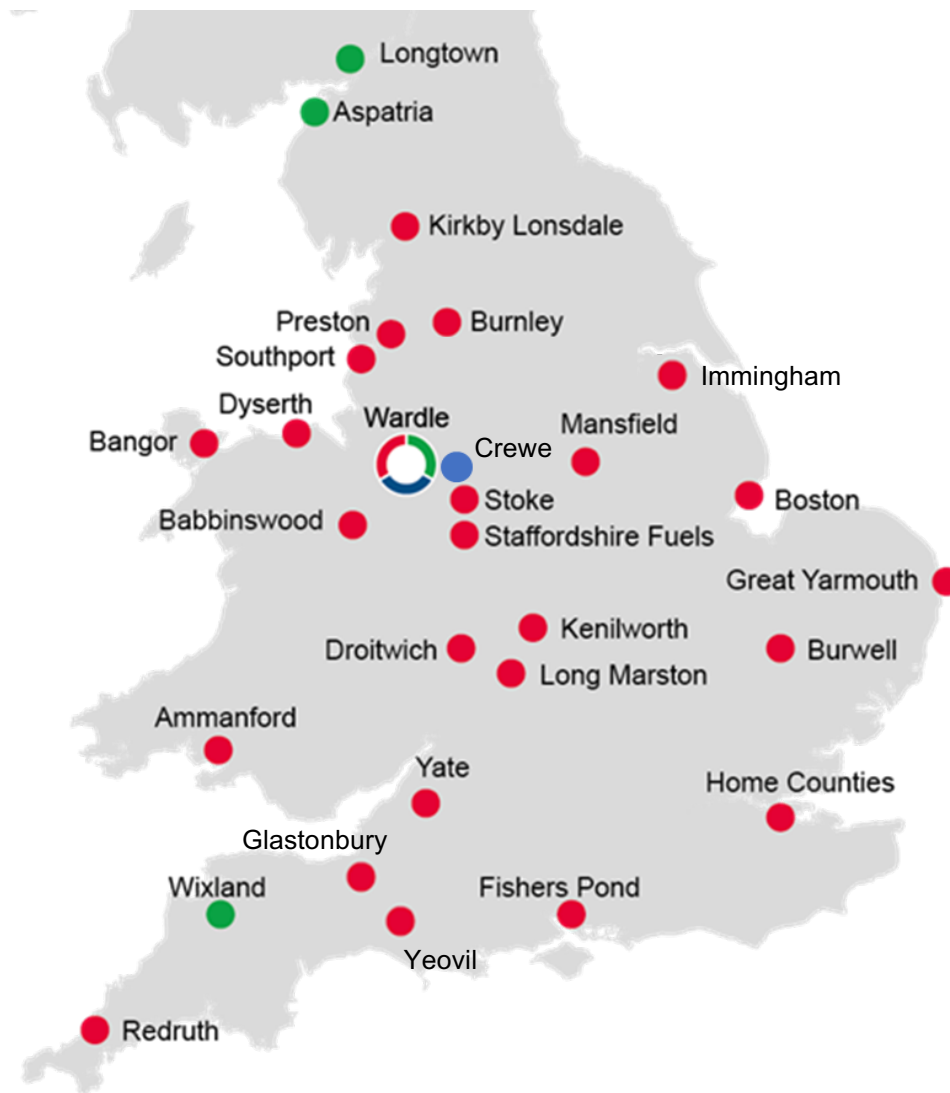 Longtown
Aspatria
Kirkby Lonsdale
Preston
Burnley
Southport
Immingham
Dyserth
Wardle
Mansfield
Bangor
Crewe
Stoke
Boston
Babbinswood
Staffordshire Fuels
Great Yarmouth
Kenilworth
Droitwich
Burwell
Long Marston
Ammanford
Yate
Home Counties
Glastonbury
Wixland
Fishers Pond
Yeovil
Redruth